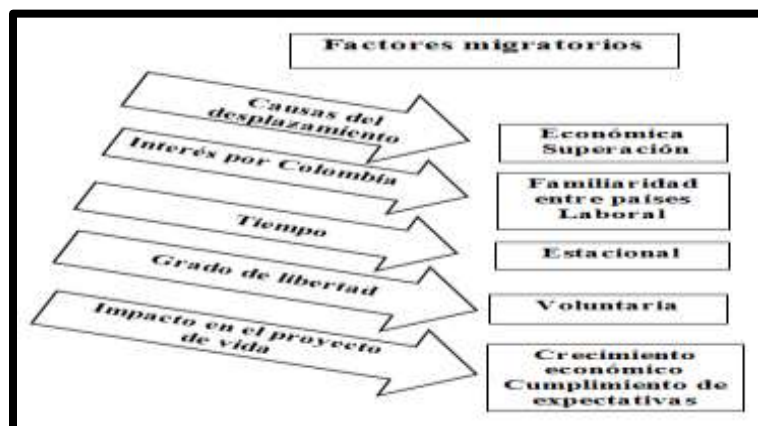 Factores migratorios
Causas del
desplazamiento
Económica
Superación
Interés por Colombia
Familiaridad
entre países
Laboral
Tiempo
Estacional
Grado de libertad
Voluntaria
Impacto en el proyecto
de vida
Crecimiento
económico
Cumplimiento de
expectativas